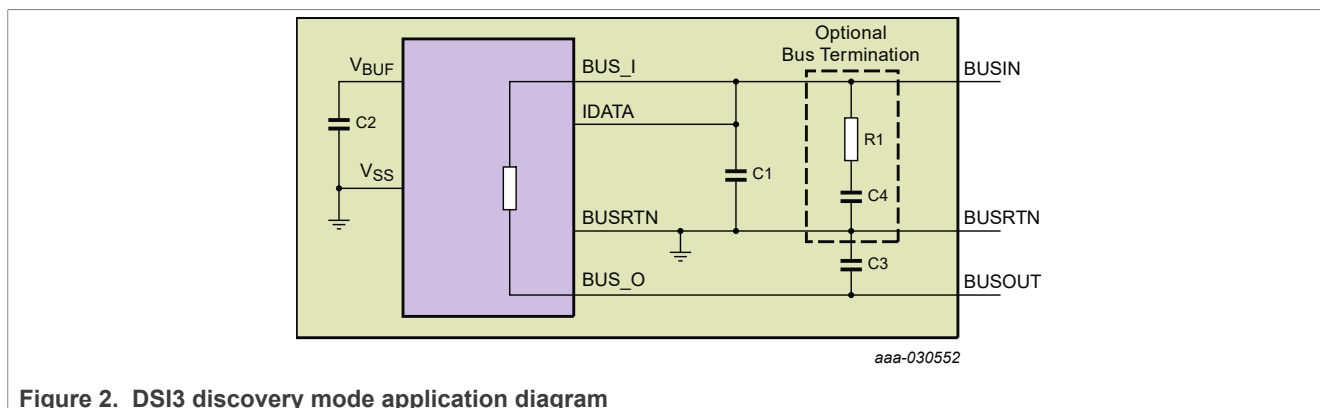 Optional
Bus Termination
VBUF
BUS_I
BUSIN
C2
IDATA
R1
VSS
C1
C4
BUSRTN
BUSRTN
C3
BUS_O
BUSOUT
aaa-030552
Figure 2. DSI3 discovery mode application diagram